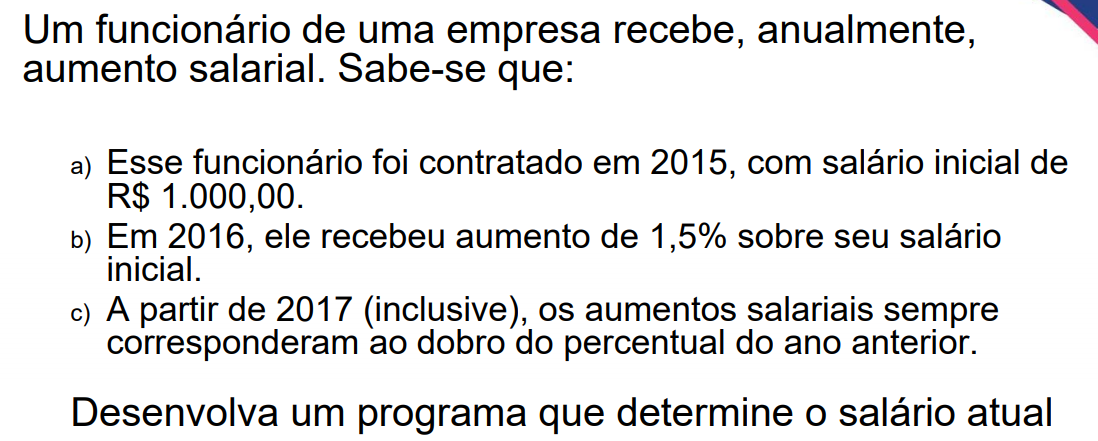 Um funcionário de uma empresa recebe, anualmente,
aumento salarial. Sabe-se que:
a) Esse funcionário foi contratado em 2015, com salário inicial de
R$ 1.000,00.
b) Em 2016, ele recebeu aumento de 1,5% sobre seu salário
inicial.
c) A partir de 2017 (inclusive), os aumentos salariais sempre
corresponderam ao dobro do percentual do ano anterior.
Desenvolva um programa que determine o salário atual